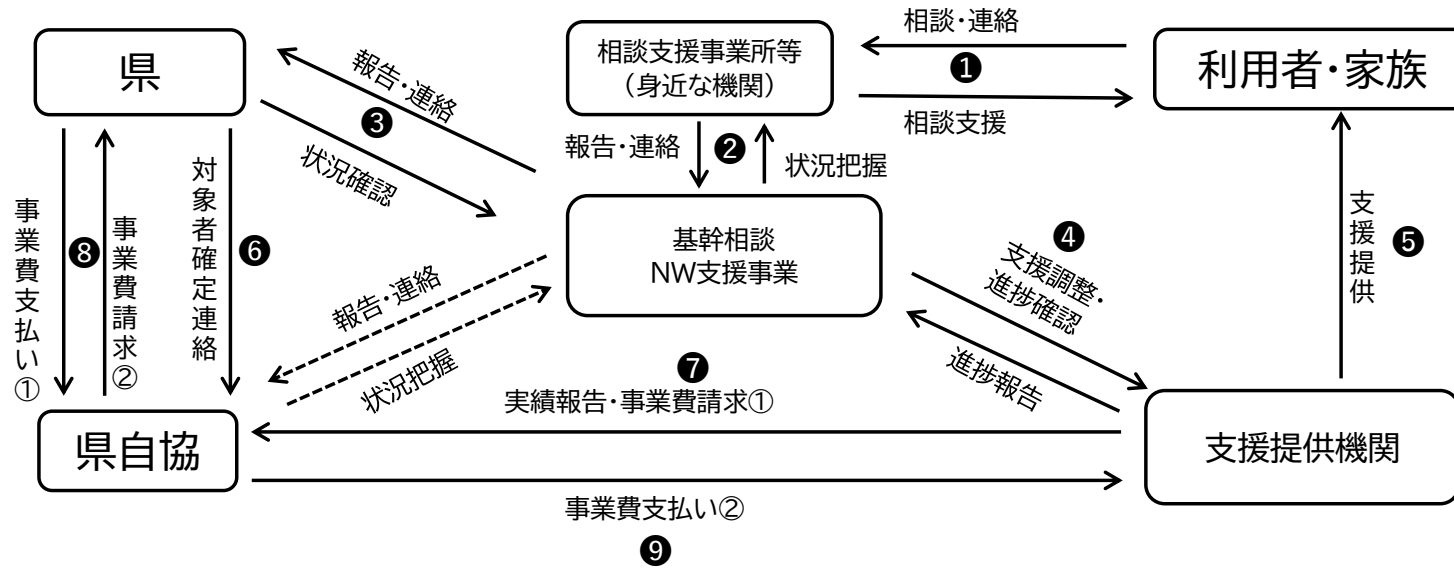 相談・連絡
県
相談支援事業所等
（身近な機関）
❶
利用者・家族
報告・連絡
❸
相談支援
報告・連絡
❷
状況把握
状況確認
事業費支払い①
❽
事業費請求②
対象者確定連絡
❻
基幹相談
NW支援事業
❹
支援調整・
進捗確認
支援提供
❺
報告・連絡
状況把握
進捗報告
❼
実績報告・事業費請求①
県自協
支援提供機関
事業費支払い②
❾